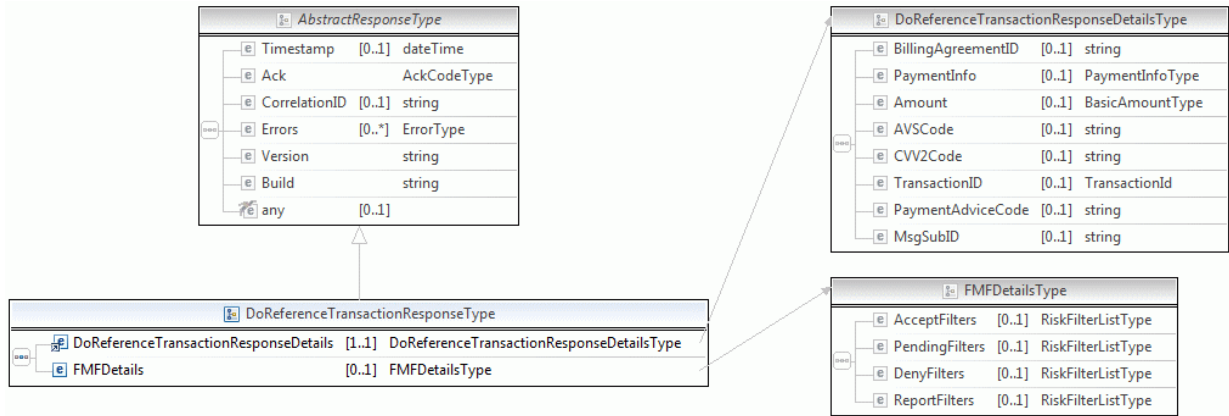 AbstractResponseType
Timestamp [0..1] dateTime
Ack AckCodeType
CorrelationID [0..1] string
Errors [0..*] ErrorType
Version string
Build string
any [0..1]
DoReferenceTransactionResponseType
DoReferenceTransactionResponseDetails [1..1] DoReferenceTransactionResponseDetailsType
FMFDetails [0..1] FMFDetailsType
DoReferenceTransactionResponseDetailsType
BillingAgreementID [0..1] string
PaymentInfo [0..1] PaymentInfoType
Amount [0..1] BasicAmountType
AVSCode [0..1] string
CVV2Code [0..1] string
TransactionID [0..1] TransactionId
PaymentAdviceCode [0..1] string
MsgSubID [0..1] string
FMFDetailsType
AcceptFilters [0..1] RiskFilterListType
PendingFilters [0..1] RiskFilterListType
DenyFilters [0..1] RiskFilterListType
ReportFilters [0..1] RiskFilterListType